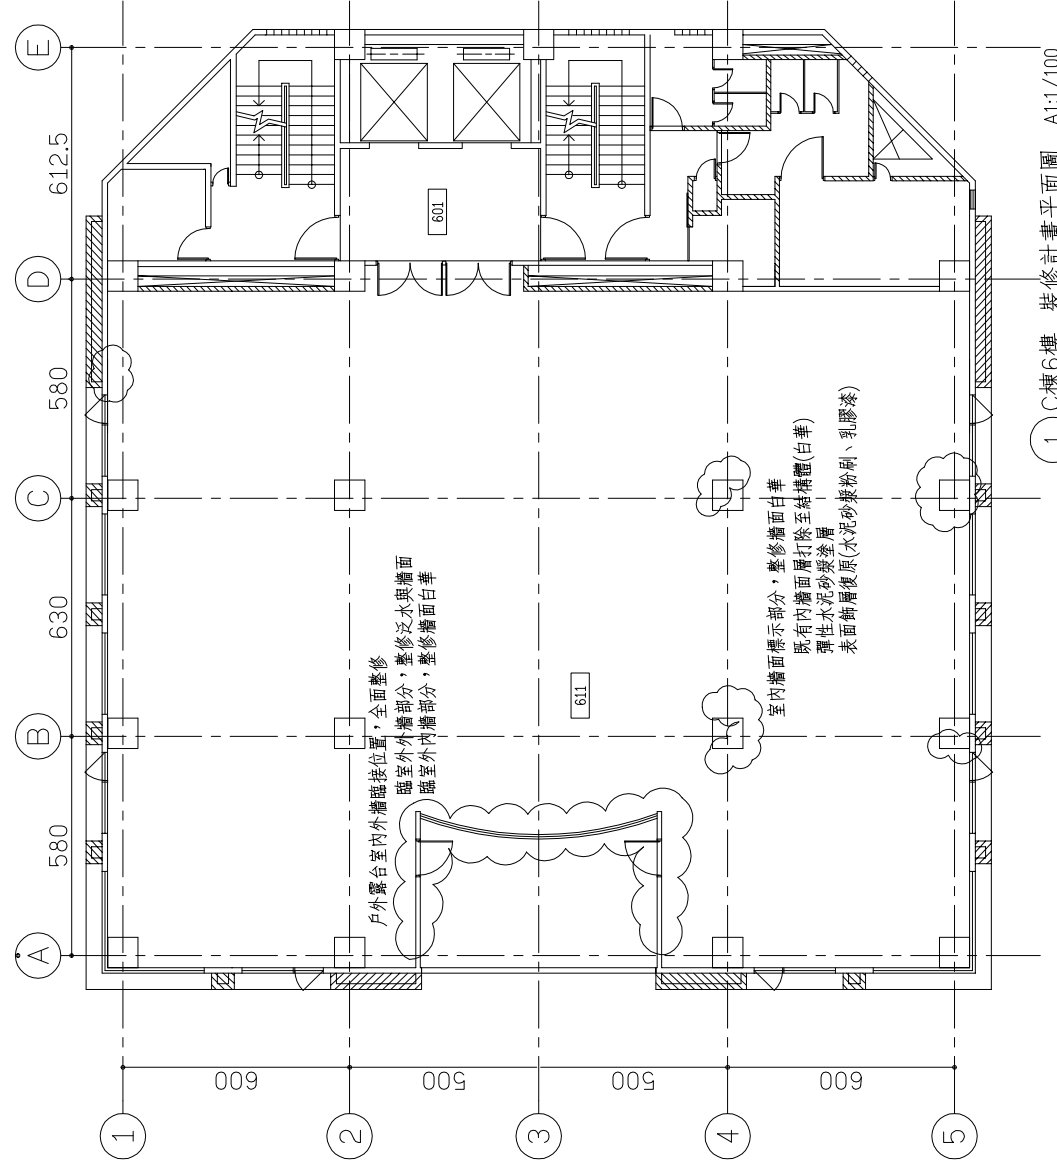 E
D
C
B
A
612.5
580
630
580
1
2
3
4
5
600
500
500
600
601
611
戶外露台室內外牆臨接位置，全面整修
臨室外外牆部分，整修泛水與牆面
臨室外內牆部分，整修牆面白華
室內牆面標示部分，整修牆面白華
既有內牆面層打除至結構體(白華)
彈性水泥砂漿塗層
表面飾層復原(水泥砂漿粉刷、乳膠漆)
1 C棟6樓 裝修計畫平面圖 A1:1/100